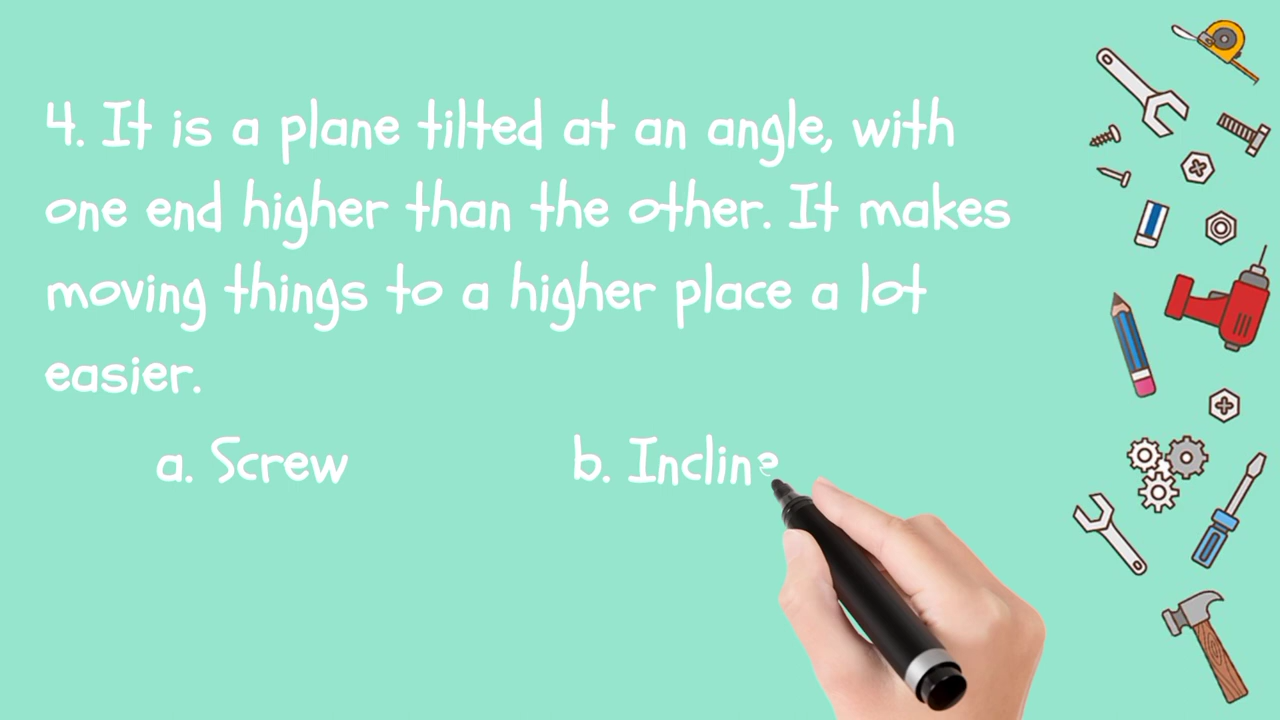 4. It is a plane tilted at an angle, with
one end higher than the other. It makes
moving things to a higher place a lot
easier.
a. Screw b. Incline